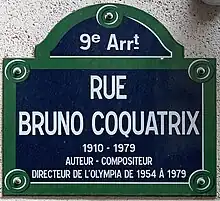 9e Arrt
RUE
BRUNO COQUATRIX
1910 - 1979
AUTEUR - COMPOSITEUR
DIRECTEUR DE L'OLYMPIA DE 1954 À 1979